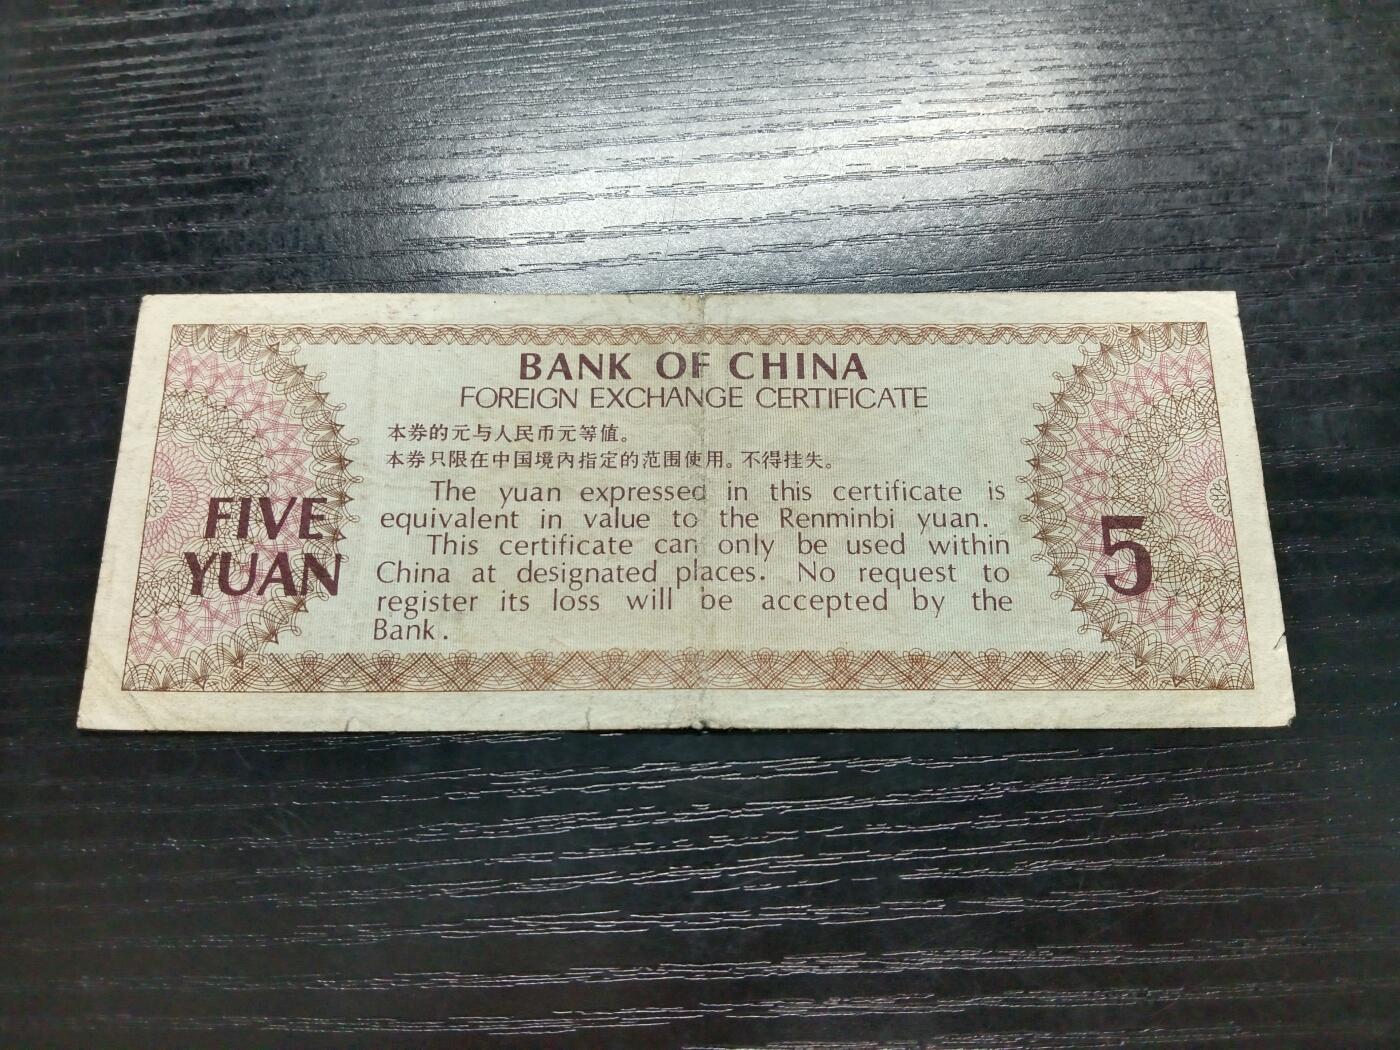 BANK OF CHINA
FOREIGN EXCHANGE CERTIFICATE
本券的元与人民币元等值。
本券只限在中国境内指定的范围使用。不得挂失。
The yuan expressed in this certificate is
equivalent in value to the Renminbi yuan.
This certificate can only be used within
China at designated places. No request to
register its loss will be accepted by the
Bank.
FIVE
YUAN
5